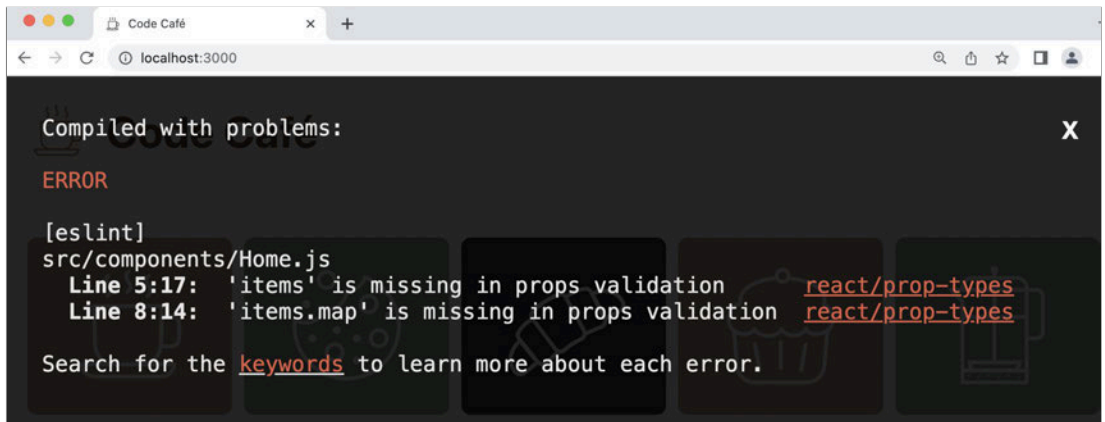 Code Café
localhost:3000
Code Café
Compiled with problems:
X
ERROR
[eslint]
src/components/Home.js
Line 5:17: 'items' is missing in props validation react/prop-types
Line 8:14: 'items.map' is missing in props validation react/prop-types
Search for the keywords to learn more about each error.